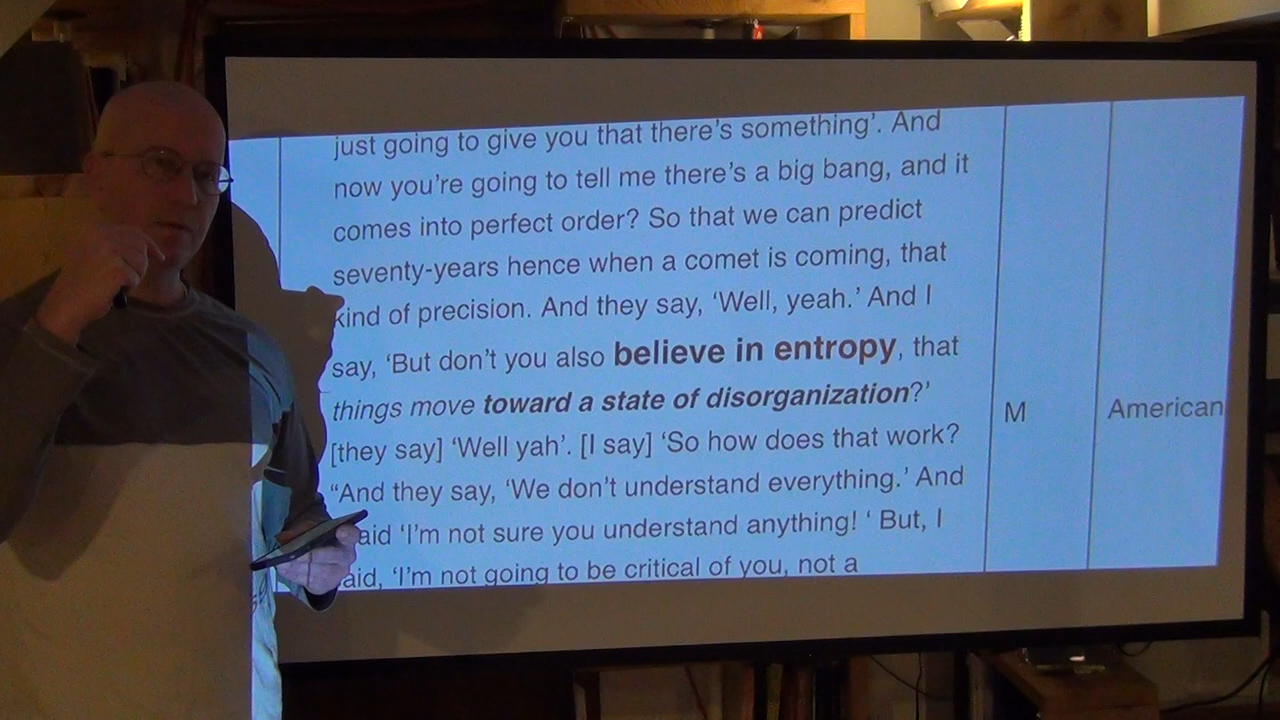 just going to give you that there's something'. And
now you're going to tell me there's a big bang, and it
comes into perfect order? So that we can predict
seventy-years hence when a comet is coming, that
kind of precision. And they say, 'Well, yeah.' And I
say, 'But don't you also believe in entropy, that
things move toward a state of disorganization?'
[they say] 'Well yah'. [I say] 'So how does that work?
"And they say, 'We don't understand everything.' And
aid 'I'm not sure you understand anything! ‘ But, I
aid, 'I'm not going to be critical of you, not a
M
American